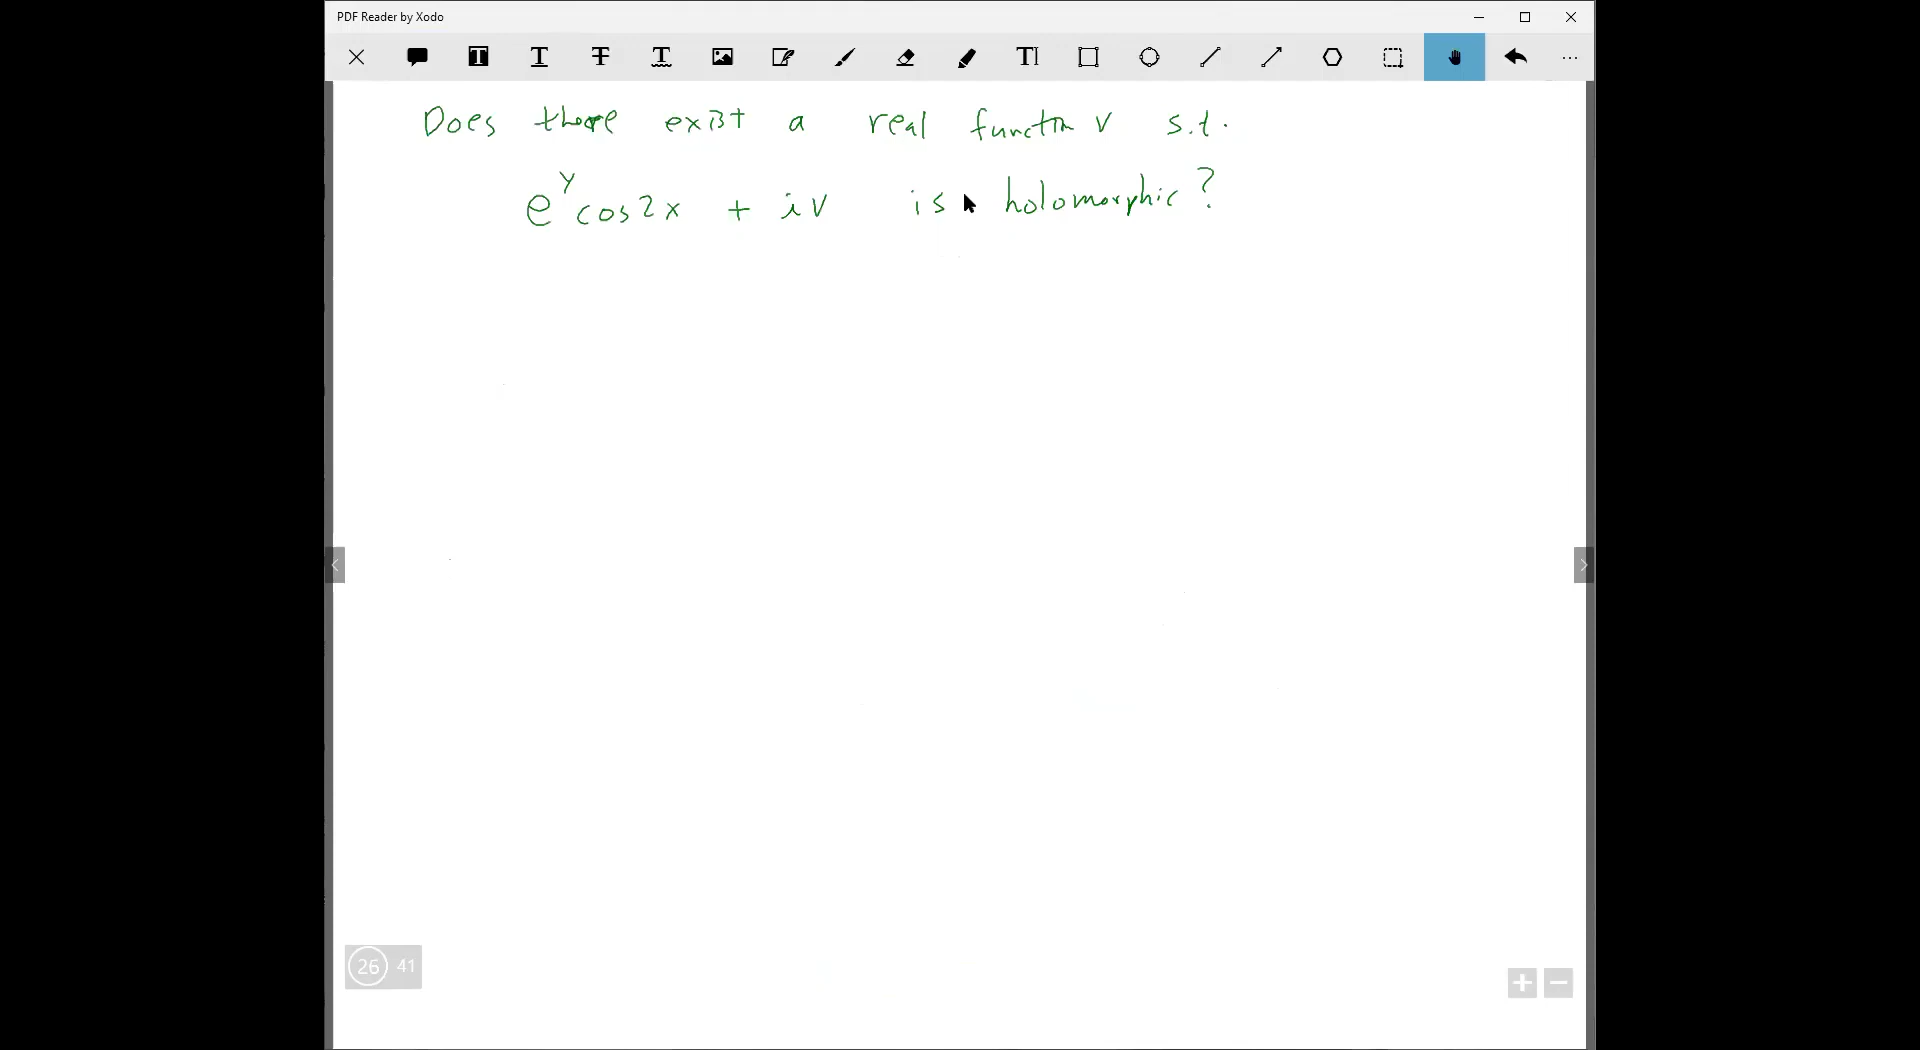 PDF Reader by Xodo
Does there exist a real function v s.t.
e^y cos2x + iv is holomorphic?
26 41